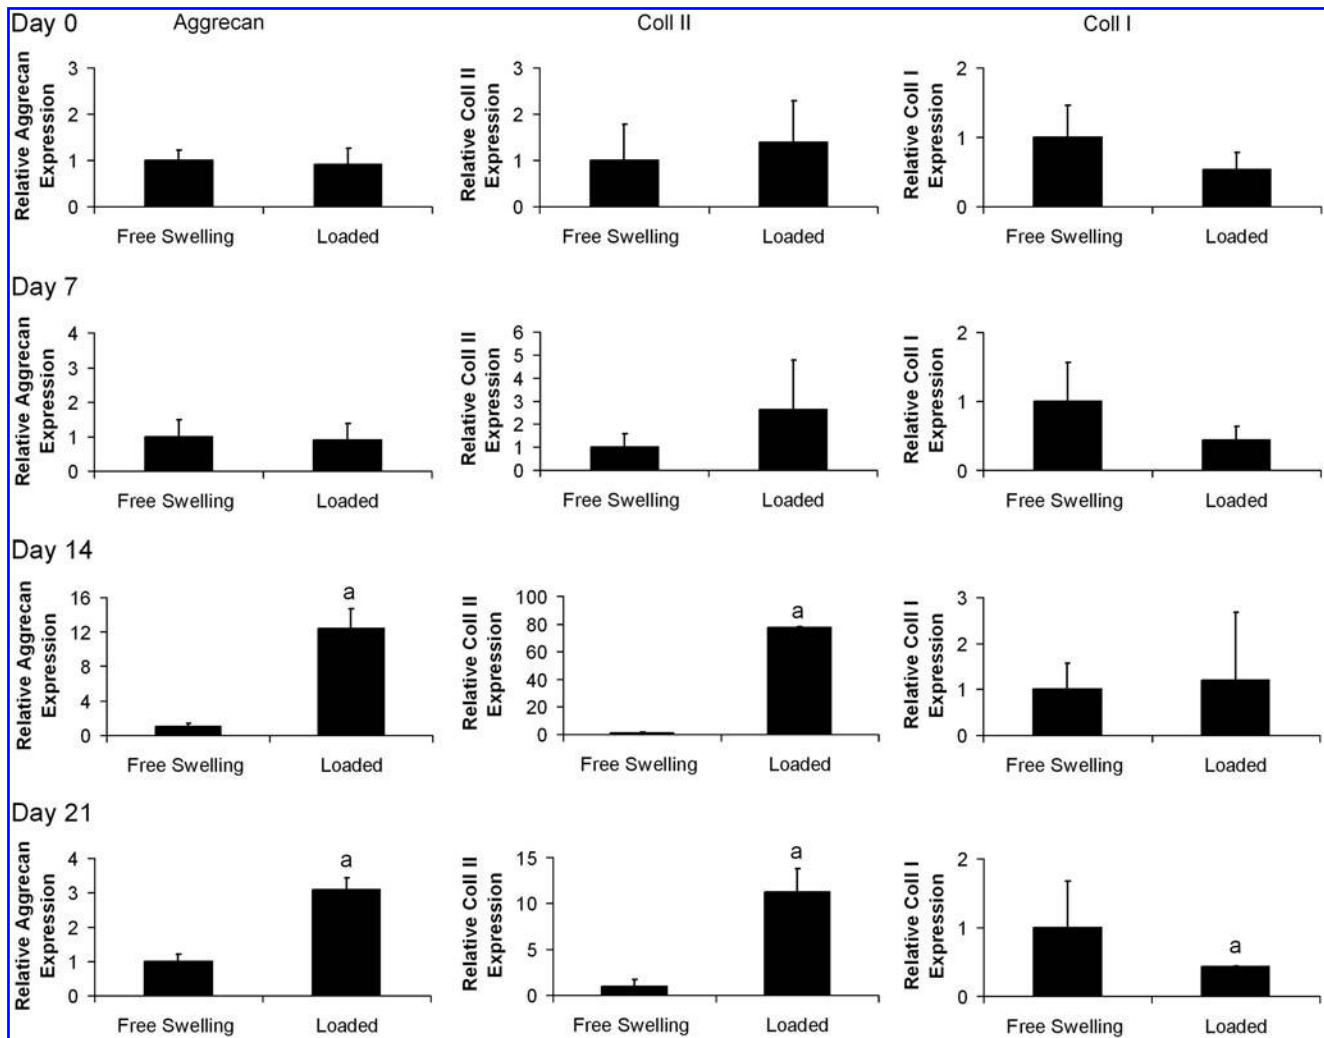 Day 0
Aggrecan
Coll II
Coll I
Relative Aggrecan
Expression
3
2
1
0
Free Swelling
Loaded
Relative Coll II
Expression
3
2
1
0
Free Swelling
Loaded
Relative Coll I
Expression
2
1
0
Free Swelling
Loaded
Day 7
Relative Aggrecan
Expression
4
3
2
1
0
Free Swelling
Loaded
Relative Coll II
Expression
6
5
4
3
2
1
0
Free Swelling
Loaded
Relative Coll I
Expression
2
1
0
Free Swelling
Loaded
Day 14
Relative Aggrecan
Expression
16
12
8
4
0
a
Free Swelling
Loaded
Relative Coll II
Expression
100
80
60
40
20
0
a
Free Swelling
Loaded
Relative Coll I
Expression
3
2
1
0
Free Swelling
Loaded
Day 21
Relative Aggrecan
Expression
4
3
2
1
0
a
Free Swelling
Loaded
Relative Coll II
Expression
15
10
5
0
a
Free Swelling
Loaded
Relative Coll I
Expression
2
1
0
a
Free Swelling
Loaded